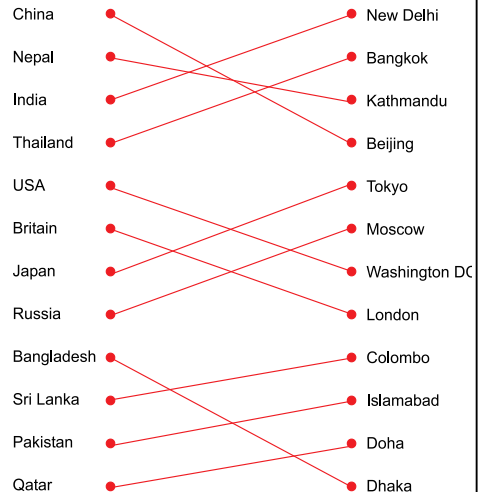 China New Delhi
Nepal Bangkok
India Kathmandu
Thailand Beijing
USA Tokyo
Britain Moscow
Japan Washington DC
Russia London
Bangladesh Colombo
Sri Lanka Islamabad
Pakistan Doha
Qatar Dhaka